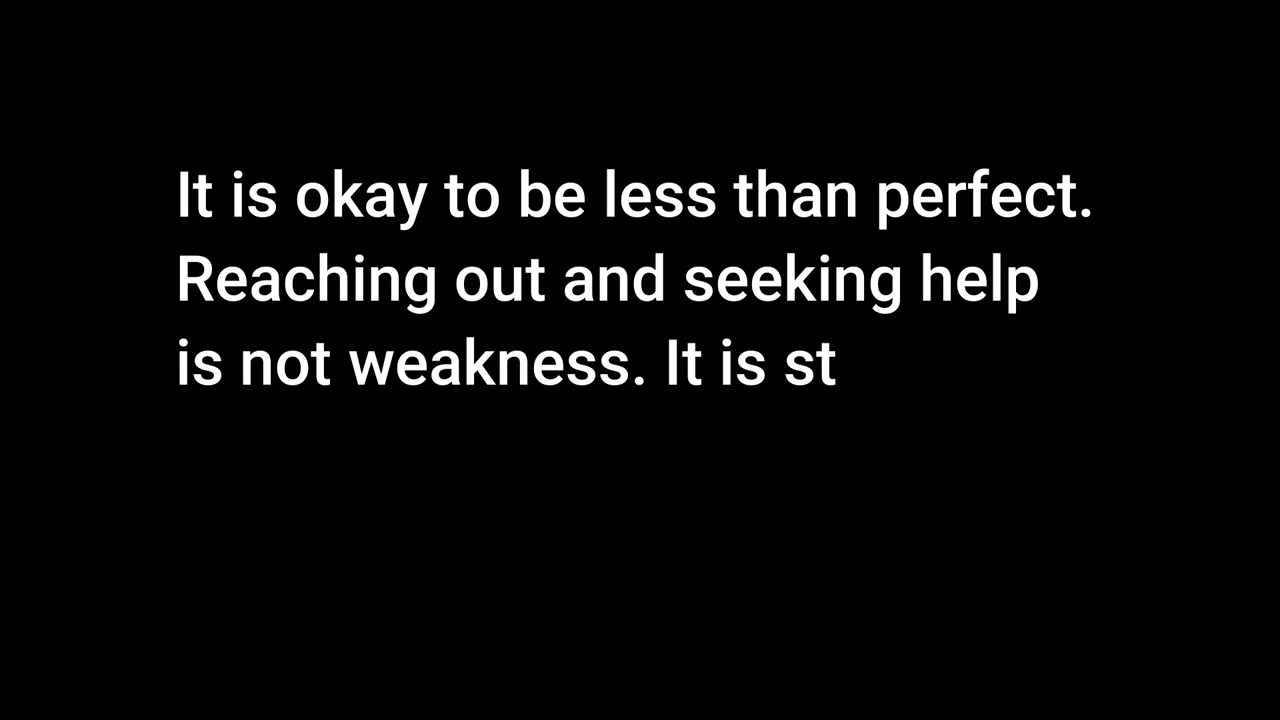 It is okay to be less than perfect.
Reaching out and seeking help
is not weakness. It is st